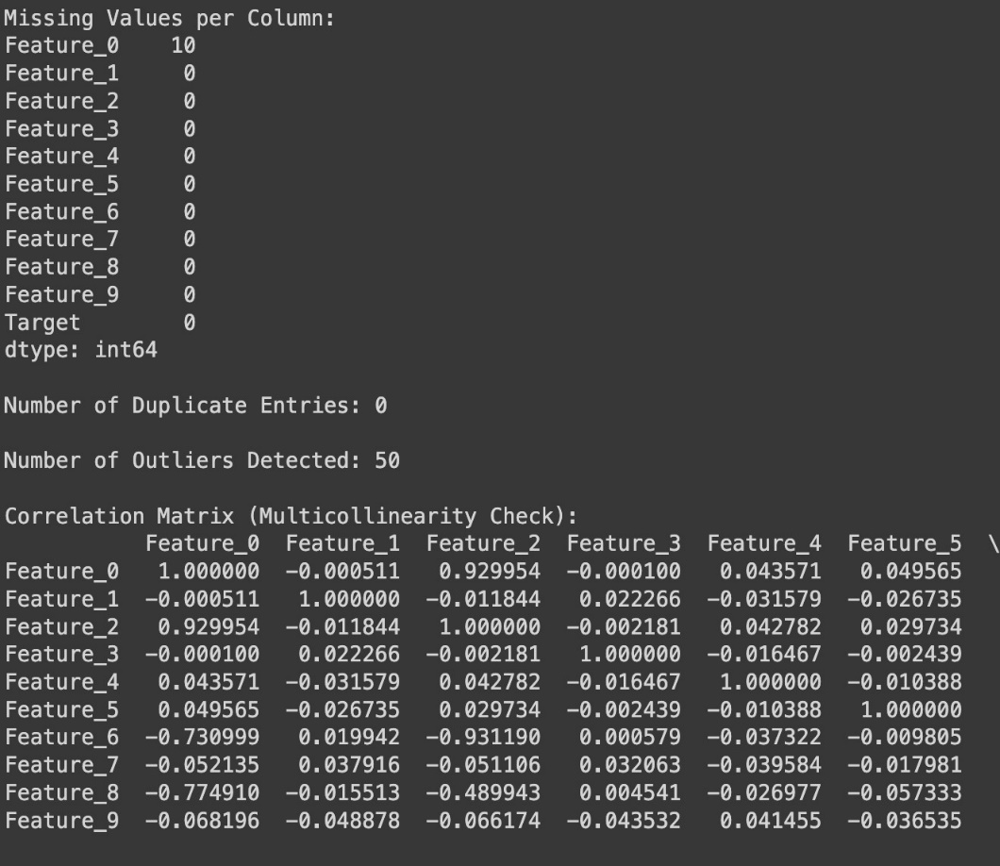 Missing Values per Column:
Feature_0    10
Feature_1     0
Feature_2     0
Feature_3     0
Feature_4     0
Feature_5     0
Feature_6     0
Feature_7     0
Feature_8     0
Feature_9     0
Target        0
dtype: int64

Number of Duplicate Entries: 0

Number of Outliers Detected: 50

Correlation Matrix (Multicollinearity Check):
           Feature_0  Feature_1  Feature_2  Feature_3  Feature_4  Feature_5  \
Feature_0   1.000000  -0.000511   0.929954  -0.000100   0.043571   0.049565
Feature_1  -0.000511   1.000000  -0.011844   0.022266  -0.031579  -0.026735
Feature_2   0.929954  -0.011844   1.000000  -0.002181   0.042782   0.029734
Feature_3  -0.000100   0.022266  -0.002181   1.000000  -0.016467  -0.002439
Feature_4   0.043571  -0.031579   0.042782  -0.016467   1.000000  -0.010388
Feature_5   0.049565  -0.026735   0.029734  -0.002439  -0.010388   1.000000
Feature_6  -0.730999   0.019942  -0.931190   0.000579  -0.037322  -0.009805
Feature_7  -0.052135   0.037916  -0.051106   0.032063  -0.039584  -0.017981
Feature_8  -0.774910  -0.015513  -0.489943   0.004541  -0.026977  -0.057333
Feature_9  -0.068196  -0.048878  -0.066174  -0.043532   0.041455  -0.036535